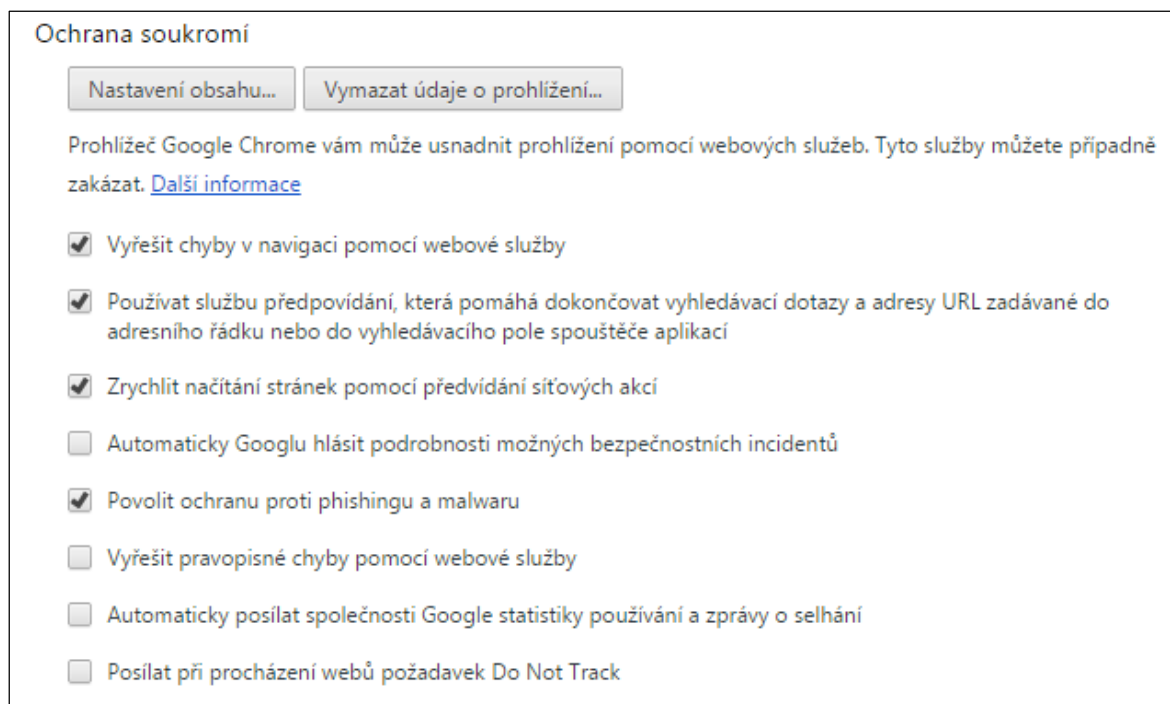 Ochrana soukromí
Nastavení obsahu... Vymazat údaje o prohlížení...
Prohlížeč Google Chrome vám může usnadnit prohlížení pomocí webových služeb. Tyto služby můžete případně
zakázat. Další informace
Vyřešit chyby v navigaci pomocí webové služby
Používat službu předpovídání, která pomáhá dokončovat vyhledávací dotazy a adresy URL zadávané do
adresního řádku nebo do vyhledávacího pole spouštěče aplikací
Zrychlit načítání stránek pomocí předvídání síťových akcí
Automaticky Googlu hlásit podrobnosti možných bezpečnostních incidentů
Povolit ochranu proti phishingu a malwaru
Vyřešit pravopisné chyby pomocí webové služby
Automaticky posílat společnosti Google statistiky používání a zprávy o selhání
Posílat při procházení webů požadavek Do Not Track